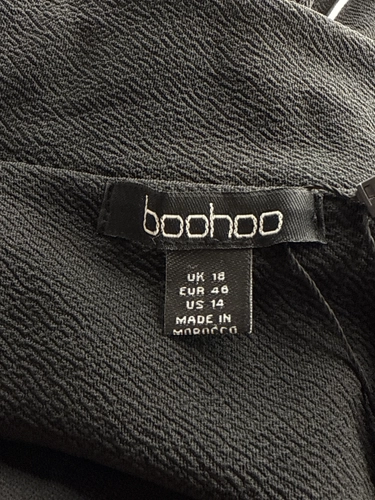 boohoo
UK 18
EUR 46
US 14
MADE IN
MOROCCO